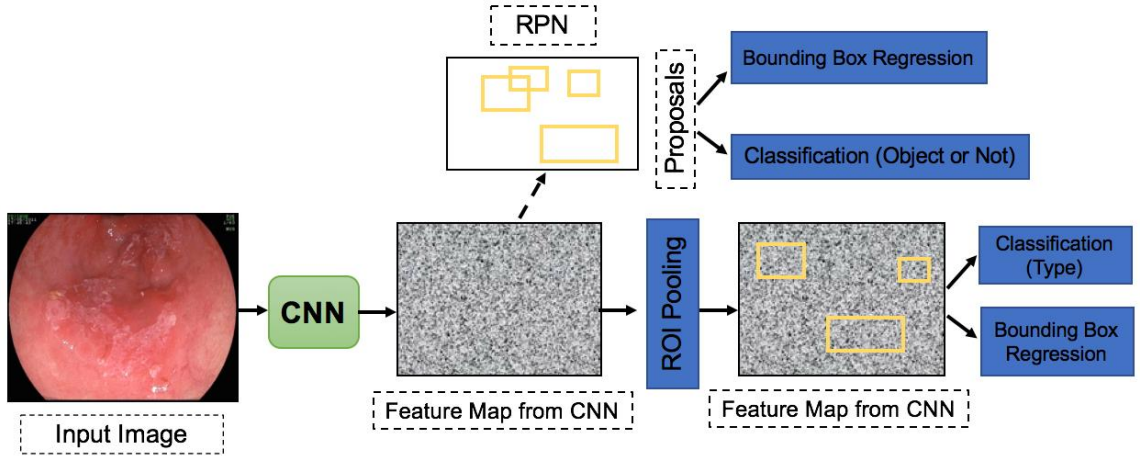 RPN
Proposals
Bounding Box Regression
Classification (Object or Not)
Input Image
CNN
Feature Map from CNN
ROI Pooling
Feature Map from CNN
Classification
(Type)
Bounding Box
Regression